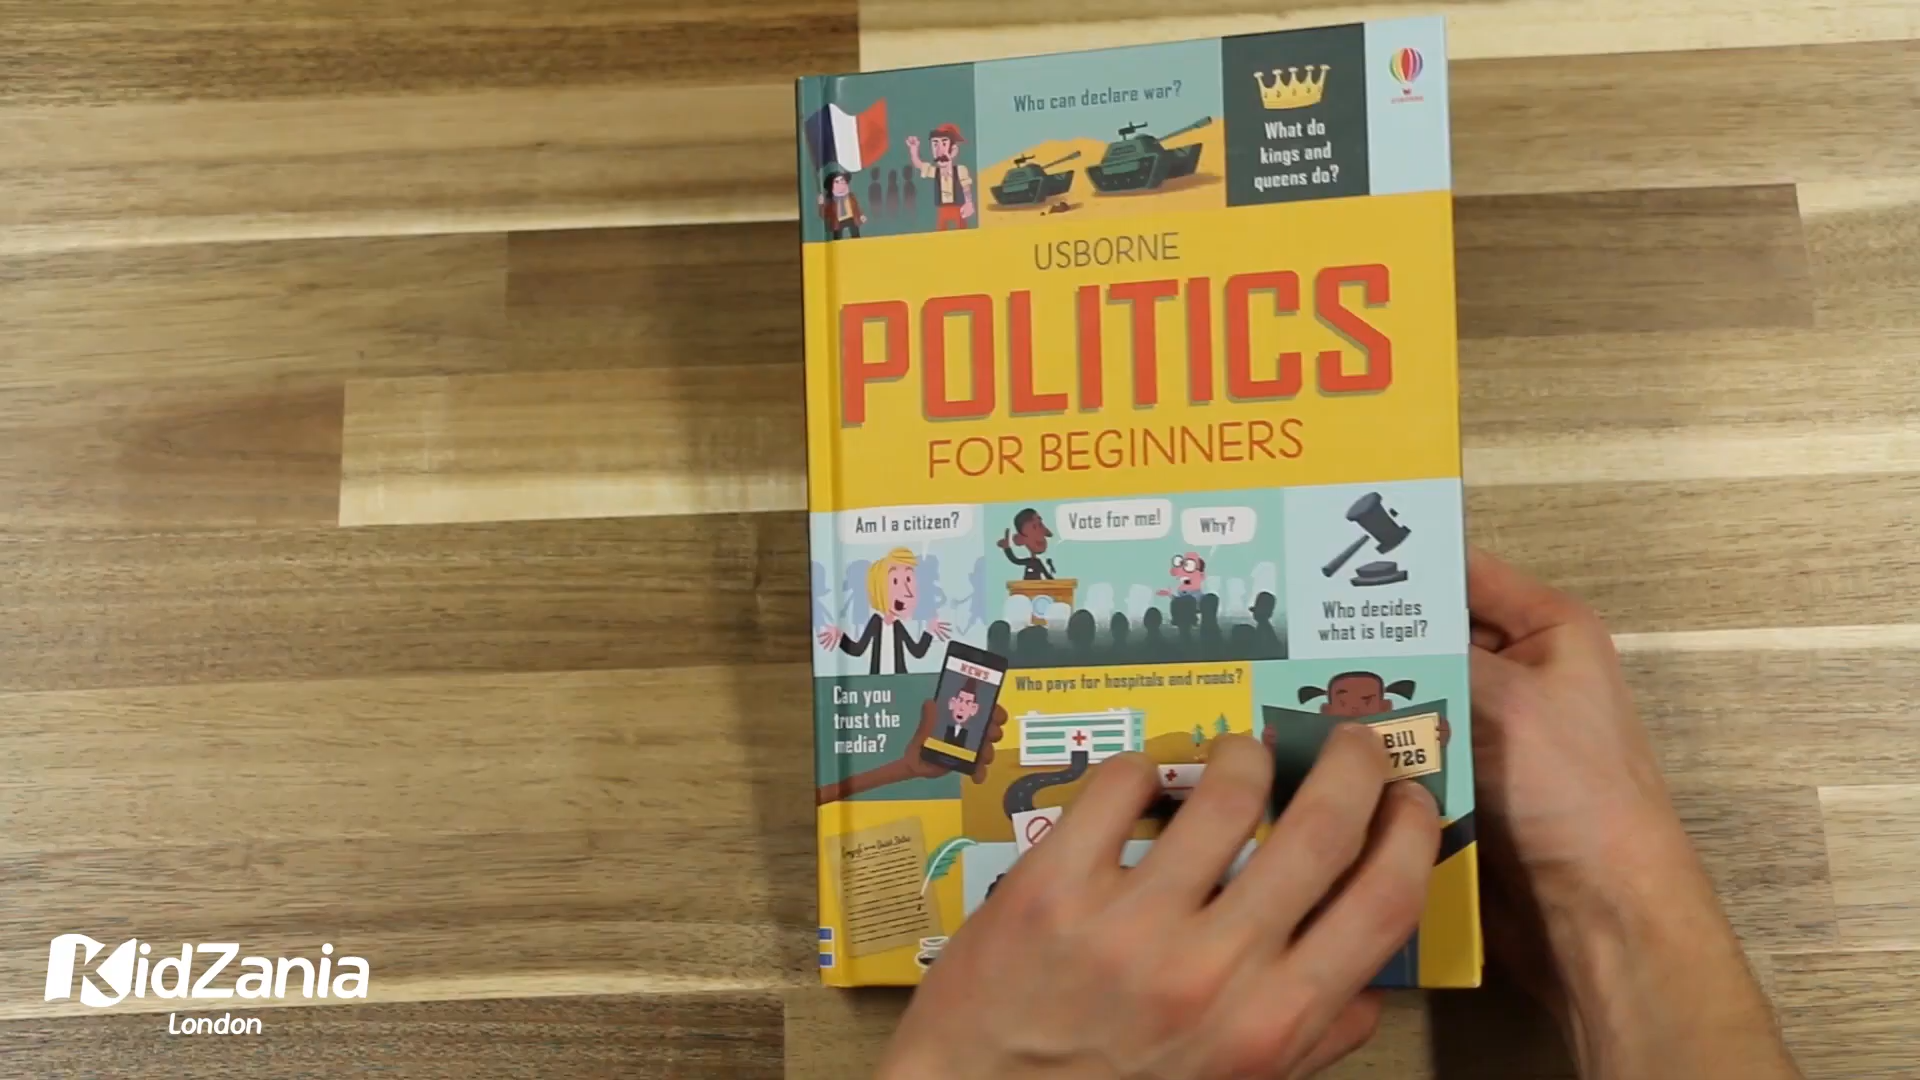 Who can declare war?
What do
kings and
queens do?
USBORNE
POLITICS
FOR BEGINNERS
Am I a citizen?
Vote for me!
Why?
Who decides
what is legal?
NEWS
Can you
trust the
media?
Who pays for hospitals and roads?
Bill
726
KidZania
London